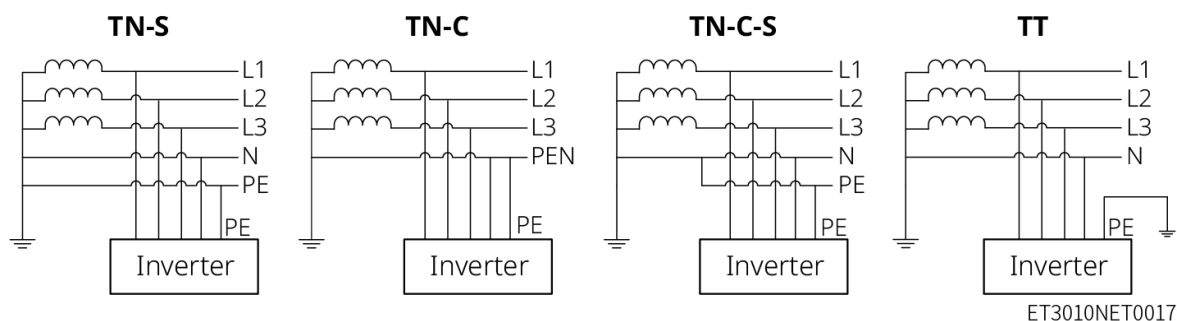 TN-S
TN-C
TN-C-S
TT
L1
L2
L3
N
PE
PE
Inverter
L1
L2
L3
PEN
PE
Inverter
L1
L2
L3
N
PE
PE
Inverter
L1
L2
L3
N
PE
Inverter
ET3010NET0017